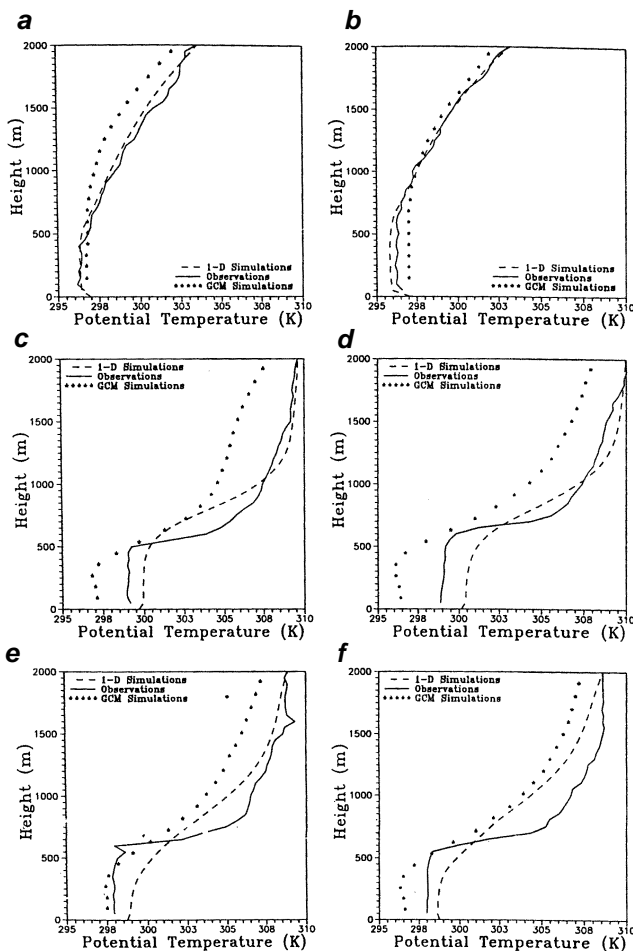 a
2000
1500
1000
500
0
Height (m)
1-D Simulations
Observations
GCM Simulations
295 298 300 303 305 308 310
Potential Temperature (K)
b
2000
1500
1000
500
0
Height (m)
1-D Simulations
Observations
GCM Simulations
295 298 300 303 305 308 310
Potential Temperature (K)
c
2000
1500
1000
500
0
Height (m)
1-D Simulations
Observations
GCM Simulations
295 298 300 303 305 308 310
Potential Temperature (K)
d
2000
1500
1000
500
0
Height (m)
1-D Simulations
Observations
GCM Simulations
295 298 300 303 305 308 310
Potential Temperature (K)
e
2000
1500
1000
500
0
Height (m)
1-D Simulations
Observations
GCM Simulations
295 298 300 303 305 308 310
Potential Temperature (K)
f
2000
1500
1000
500
0
Height (m)
1-D Simulations
Observations
GCM Simulations
295 298 300 303 305 308 310
Potential Temperature (K)